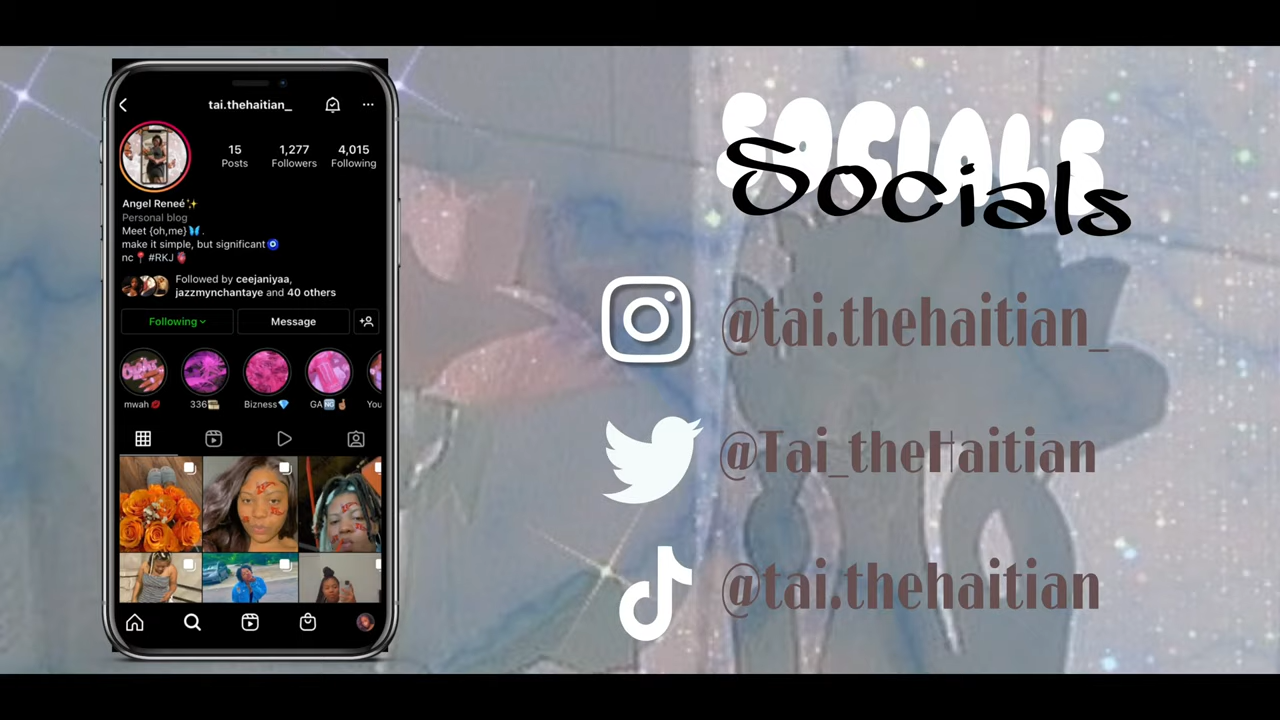 tai.thehaitian_
15 1,277 4,015
Posts Followers Following
Angel Reneé✨
Personal blog
Meet {oh,me}🦋.
make it simple, but significant🧿
nc📍#RKJ🫀
Followed by ceejaniyaa,
jazzmynchantaye and 40 others
Following Message
mwah💋 336 Bizness💎 GA You
SOCIALS
Socials
@tai.thehaitian_
@Tai_theHaitian
@tai.thehaitian